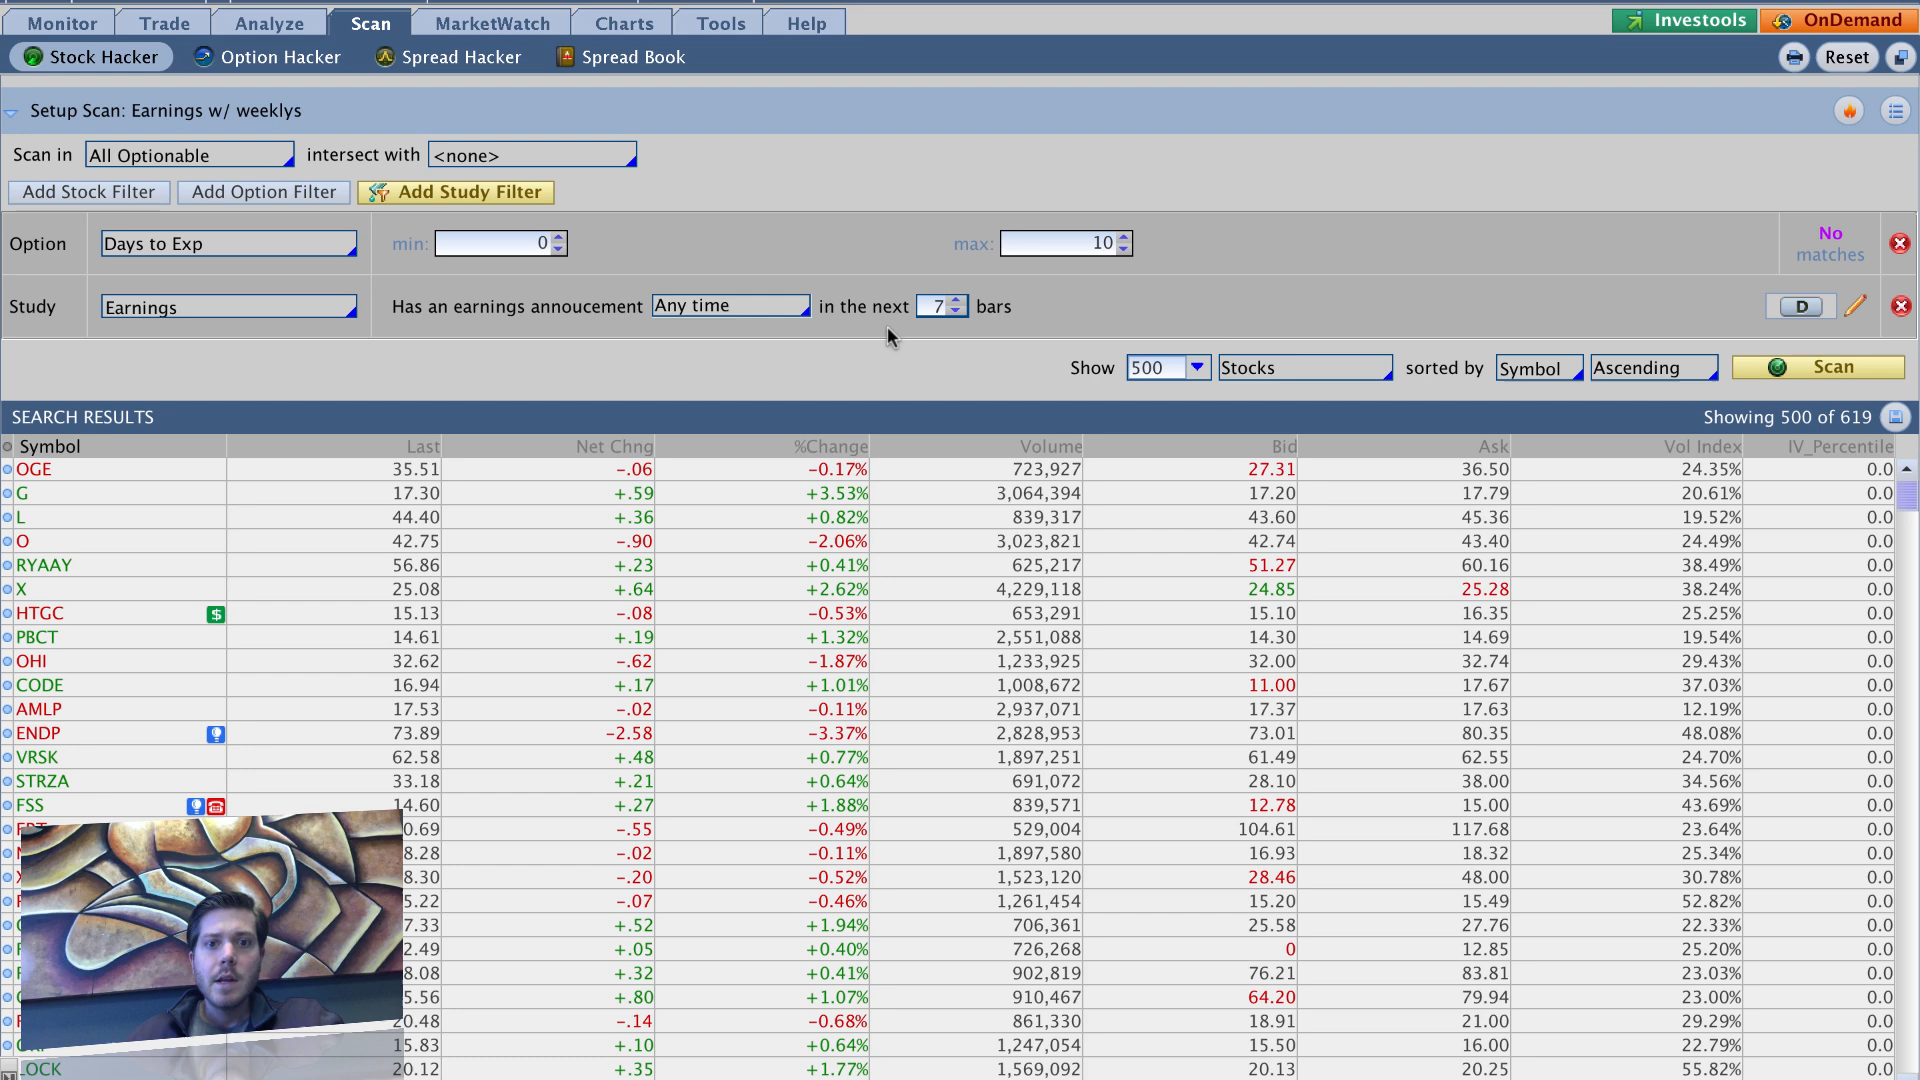 Monitor Trade Analyze Scan MarketWatch Charts Tools Help Investools OnDemand
Stock Hacker Option Hacker Spread Hacker Spread Book Reset
Setup Scan: Earnings w/ weeklys
Scan in All Optionable intersect with <none>
Add Stock Filter Add Option Filter Add Study Filter
Option Days to Exp min: 0 max: 10 No matches
Study Earnings Has an earnings annoucement Any time in the next 7 bars D
Show 500 Stocks sorted by Symbol Ascending Scan
SEARCH RESULTS Showing 500 of 619
Symbol Last Net Chng %Change Volume Bid Ask Vol Index IV_Percentile
OGE 35.51 -.06 -0.17% 723,927 27.31 36.50 24.35% 0.0
G 17.30 +.59 +3.53% 3,064,394 17.20 17.79 20.61% 0.0
L 44.40 +.36 +0.82% 839,317 43.60 45.36 19.52% 0.0
O 42.75 -.90 -2.06% 3,023,821 42.74 43.40 24.49% 0.0
RYAAY 56.86 +.23 +0.41% 625,217 51.27 60.16 38.49% 0.0
X 25.08 +.64 +2.62% 4,229,118 24.85 25.28 38.24% 0.0
HTGC $ 15.13 -.08 -0.53% 653,291 15.10 16.35 25.25% 0.0
PBCT 14.61 +.19 +1.32% 2,551,088 14.30 14.69 19.54% 0.0
OHI 32.62 -.62 -1.87% 1,233,925 32.00 32.74 29.43% 0.0
CODE 16.94 +.17 +1.01% 1,008,672 11.00 17.67 37.03% 0.0
AMLP 17.53 -.02 -0.11% 2,937,071 17.37 17.63 12.19% 0.0
ENDP 73.89 -2.58 -3.37% 2,828,953 73.01 80.35 48.08% 0.0
VRSK 62.58 +.48 +0.77% 1,897,251 61.49 62.55 24.70% 0.0
STRZA 33.18 +.21 +0.64% 691,072 28.10 38.00 34.56% 0.0
FSS 14.60 +.27 +1.88% 839,571 12.78 15.00 43.69% 0.0
0.69 -.55 -0.49% 529,004 104.61 117.68 23.64% 0.0
8.28 -.02 -0.11% 1,897,580 16.93 18.32 25.34% 0.0
8.30 -.20 -0.52% 1,523,120 28.46 48.00 30.78% 0.0
5.22 -.07 -0.46% 1,261,454 15.20 15.49 52.82% 0.0
7.33 +.52 +1.94% 706,361 25.58 27.76 22.33% 0.0
2.49 +.05 +0.40% 726,268 0 12.85 25.20% 0.0
8.08 +.32 +0.41% 902,819 76.21 83.81 23.03% 0.0
5.56 +.80 +1.07% 910,467 64.20 79.94 23.00% 0.0
20.48 -.14 -0.68% 861,330 18.91 21.00 29.29% 0.0
15.83 +.10 +0.64% 1,247,054 15.50 16.00 22.79% 0.0
LOCK 20.12 +.35 +1.77% 1,569,092 20.13 20.25 55.82% 0.0